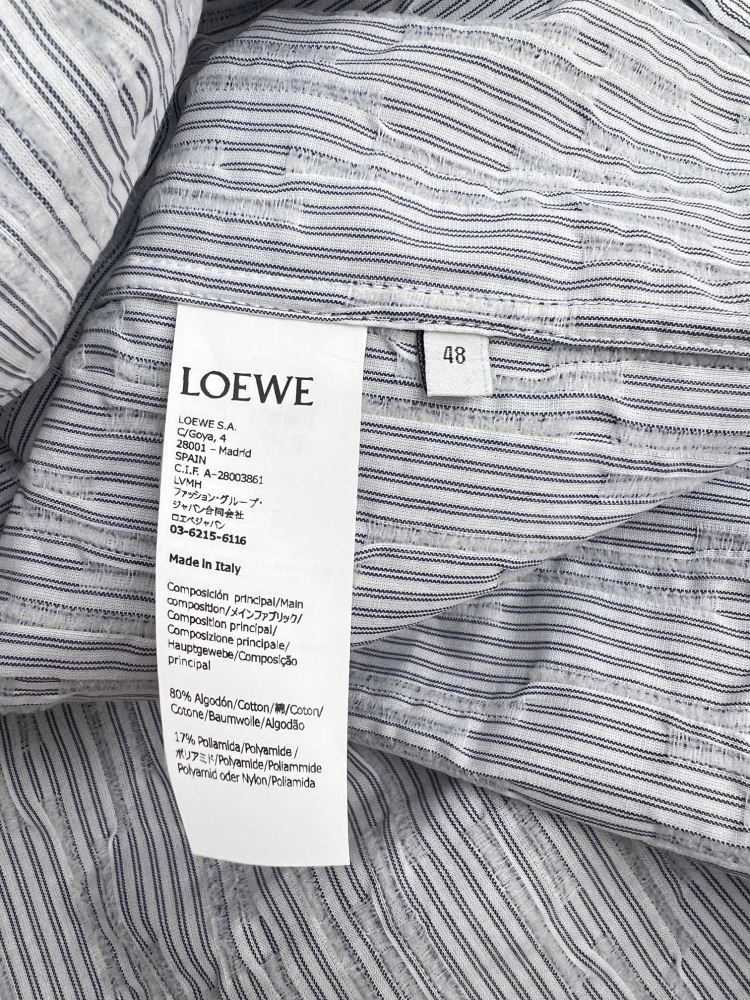 LOEWE
48
LOEWE S.A.
C/Goya, 4
28001 - Madrid
SPAIN
C.I.F. A-28003861
LVMH
ファッション・グループ・
ジャパン合同会社
ロエベジャパン
03-6215-6116
Made in Italy
Composición principal/Main
composition/メインファブリック/
Composition principal/
Composizione principale/
Hauptgewebe/Composição
principal
80% Algodón/Cotton/綿/Coton/
Cotone/Baumwolle/Algodão
17% Poliamida/Polyamide/
ポリアミド/Polyamide/Poliammide
Polyamid oder Nylon/Poliamida